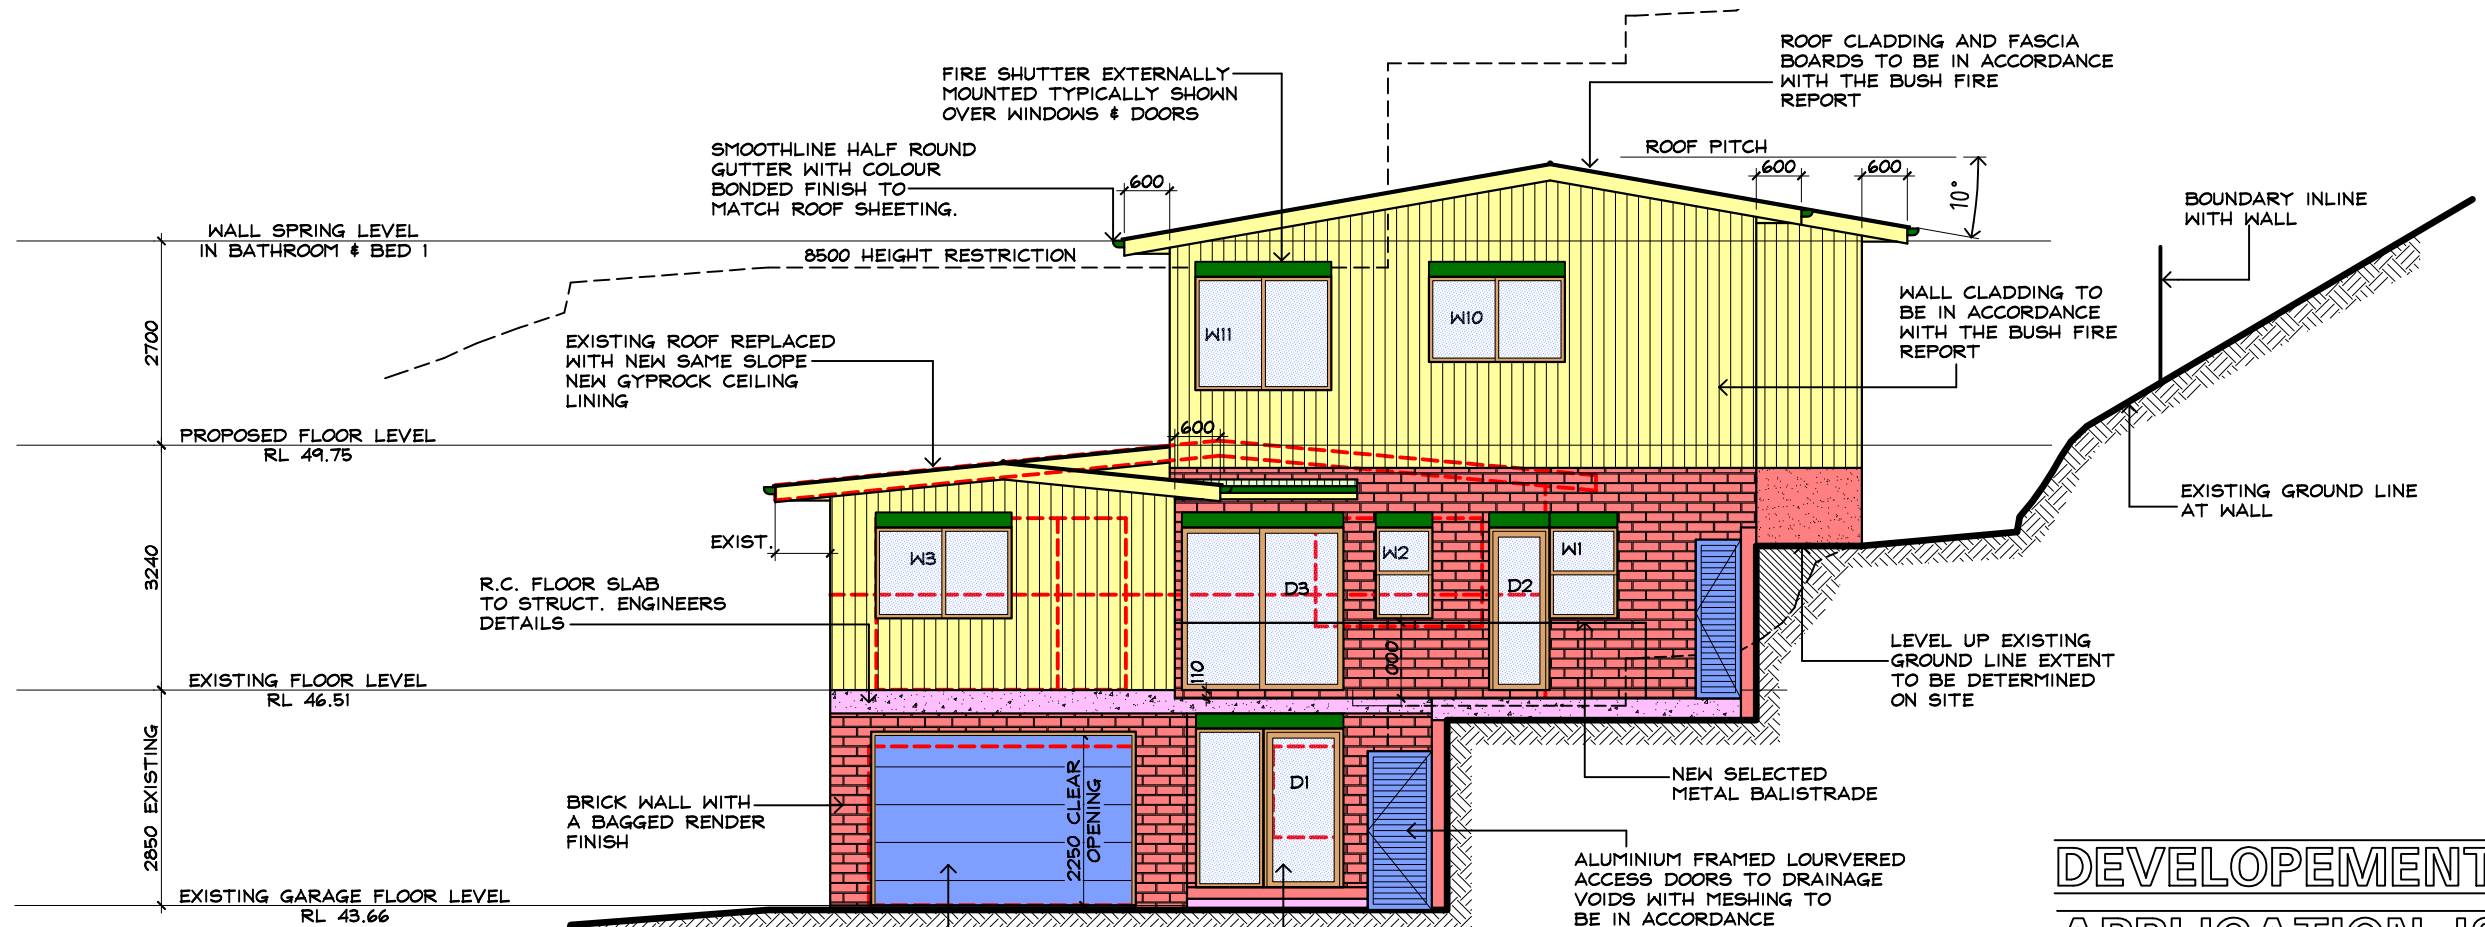 ROOF CLADDING AND FASCIA
BOARDS TO BE IN ACCORDANCE
WITH THE BUSH FIRE
REPORT
FIRE SHUTTER EXTERNALLY
MOUNTED TYPICALLY SHOWN
OVER WINDOWS & DOORS
SMOOTHLINE HALF ROUND
GUTTER WITH COLOUR
BONDED FINISH TO
MATCH ROOF SHEETING.
600
ROOF PITCH
600
600
10°
BOUNDARY INLINE
WITH WALL
WALL SPRING LEVEL
IN BATHROOM & BED 1
8500 HEIGHT RESTRICTION
W11
W10
WALL CLADDING TO
BE IN ACCORDANCE
WITH THE BUSH FIRE
REPORT
2700
EXISTING ROOF REPLACED
WITH NEW SAME SLOPE
NEW GYPROCK CEILING
LINING
PROPOSED FLOOR LEVEL
RL 49.75
600
EXISTING GROUND LINE
AT WALL
EXIST.
3240
W3
D3
W2
D2
W1
R.C. FLOOR SLAB
TO STRUCT. ENGINEERS
DETAILS
110
LEVEL UP EXISTING
GROUND LINE EXTENT
TO BE DETERMINED
ON SITE
EXISTING FLOOR LEVEL
RL 46.51
2850 EXISTING
BRICK WALL WITH
A BAGGED RENDER
FINISH
2250 CLEAR
OPENING
D1
NEW SELECTED
METAL BALISTRADE
ALUMINIUM FRAMED LOURVERED
ACCESS DOORS TO DRAINAGE
VOIDS WITH MESHING TO
BE IN ACCORDANCE
EXISTING GARAGE FLOOR LEVEL
RL 43.66
DEVELOPEMENT
APPLICATION